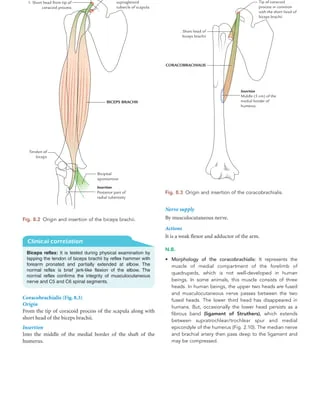 Short head from tip of
coracoid process
supraglenoid
tubercle of scapula
BICEPS BRACHII
Tendon of
biceps
Bicipital
aponeurosis
Insertion
Posterior part of
radial tuberosity
Fig. 8.2 Origin and insertion of the biceps brachii.
Clinical correlation
Biceps reflex: It is tested during physical examination by
tapping the tendon of biceps brachii by reflex hammer with
forearm pronated and partially extended at elbow. The
normal reflex is brief jerk-like flexion of the elbow. The
normal reflex confirms the integrity of musculocutaneous
nerve and C5 and C6 spinal segments.
Coracobrachialis (Fig. 8.3)
Origin
From the tip of coracoid process of the scapula along with
short head of the biceps brachii.
Insertion
Into the middle of the medial border of the shaft of the
humerus.
Tip of coracoid
process in common
with the short head of
biceps brachii
Short head of
biceps brachii
CORACOBRACHIALIS
Insertion
Middle (5 cm) of the
medial border of
humerus
Fig. 8.3 Origin and insertion of the coracobrachialis.
Nerve supply
By musculocutaneous nerve.
Actions
It is a weak flexor and adductor of the arm.
N.B.
• Morphology of the coracobrachialis: It represents the
muscle of medial compartment of the forelimb of
quadrupeds, which is not well-developed in human
beings. In some animals, this muscle consists of three
heads. In human beings, the upper two heads are fused
and musculocutaneous nerve passes between the two
fused heads. The lower third head has disappeared in
humans. But, occasionally the lower head persists as a
fibrous band (ligament of Struthers), which extends
between supratrochlear/trochlear spur and medial
epicondyle of the humerus (Fig. 2.10). The median nerve
and brachial artery then pass deep to the ligament and
may be compressed.